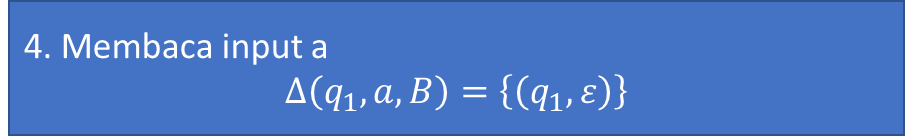 4. Membaca input a
Δ(q₁, a, B) = {(q₁, ε)}